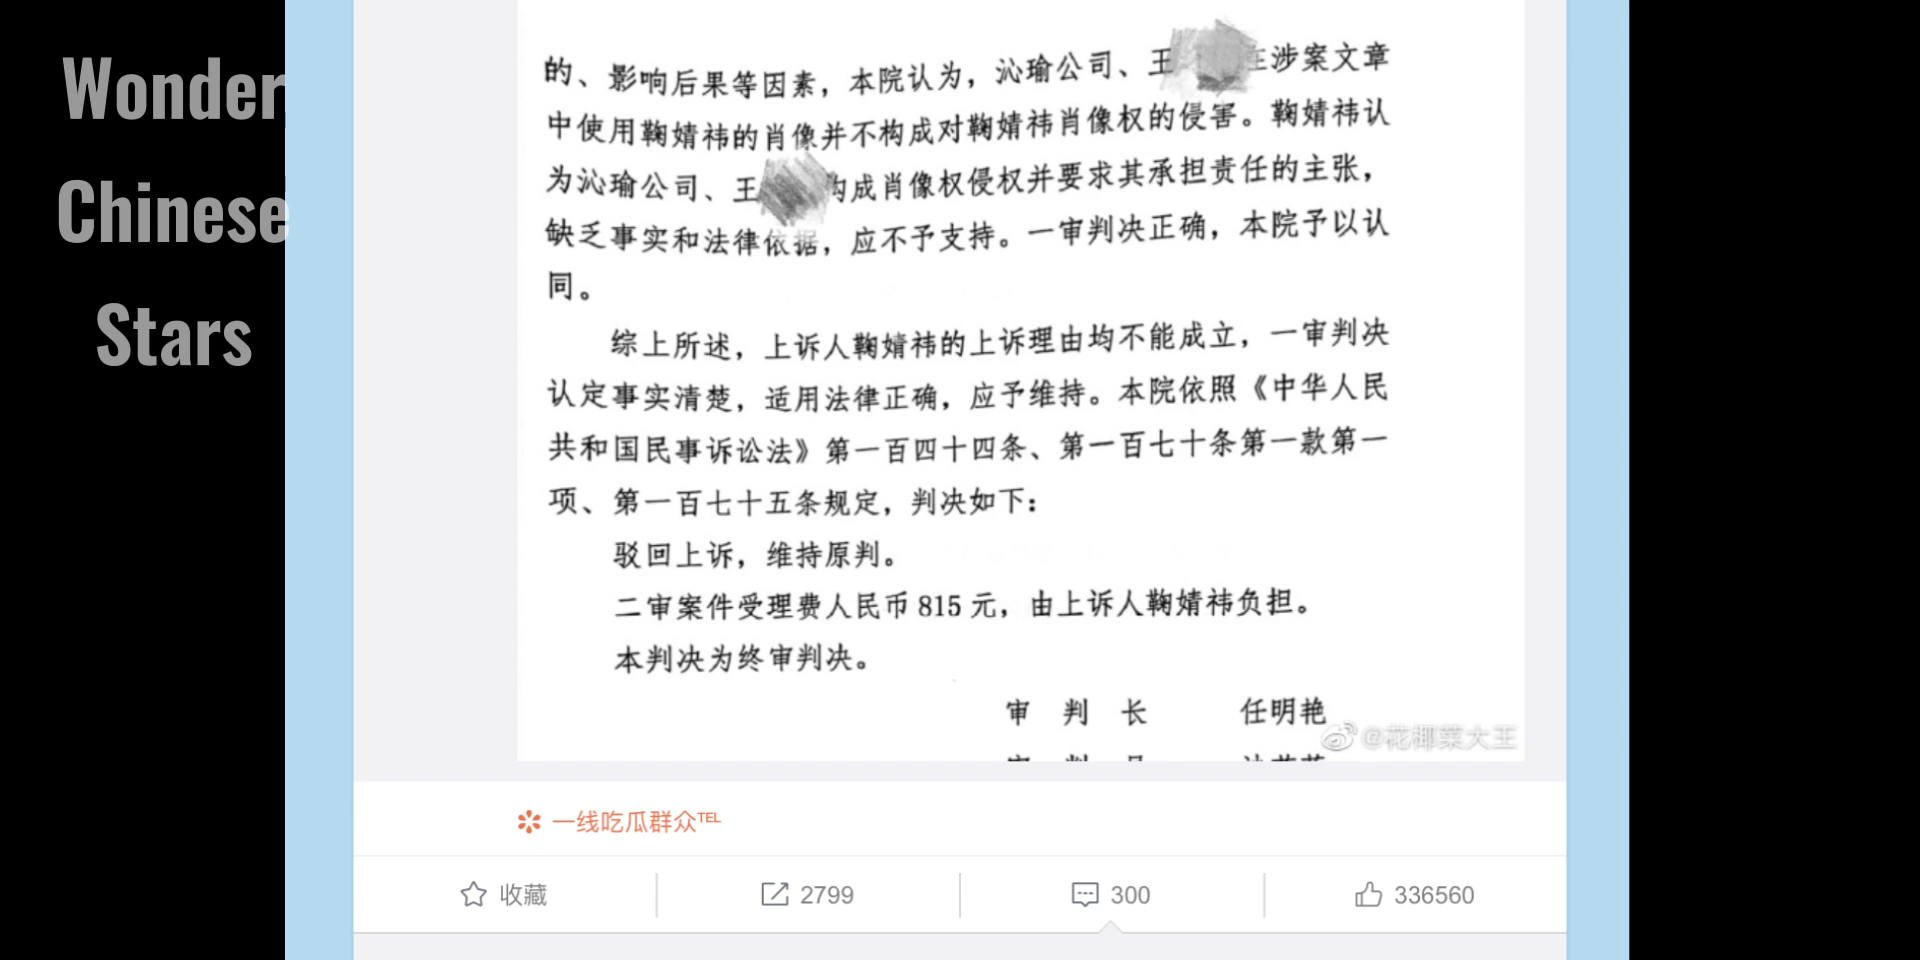 Wonder
Chinese
Stars
的、影响后果等因素，本院认为，沁瑜公司、王 在涉案文章
中使用鞠婧祎的肖像并不构成对鞠婧祎肖像权的侵害。鞠婧祎认
为沁瑜公司、王 构成肖像权侵权并要求其承担责任的主张，
缺乏事实和法律依据，应不予支持。一审判决正确，本院予以认
同。
综上所述，上诉人鞠婧祎的上诉理由均不能成立，一审判决
认定事实清楚，适用法律正确，应予维持。本院依照《中华人民
共和国民事诉讼法》第一百四十四条、第一百七十条第一款第一
项、第一百七十五条规定，判决如下：
驳回上诉，维持原判。
二审案件受理费人民币815元，由上诉人鞠婧祎负担。
本判决为终审判决。
审 判 长 任明艳
@花椰菜大王
一线吃瓜群众TEL
收藏 2799 300 336560